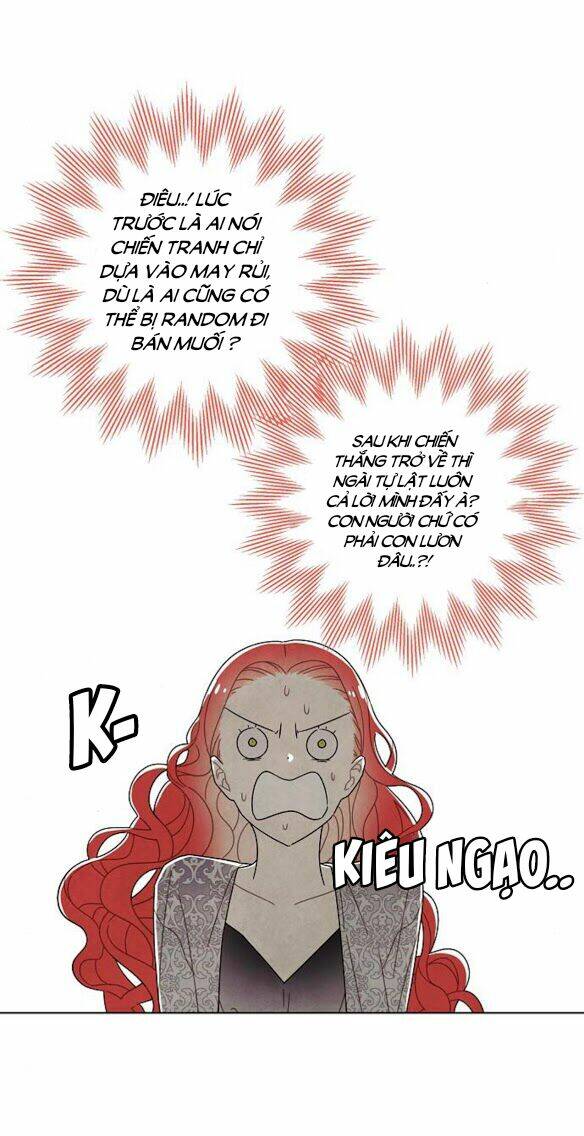 ĐIÊU..! LÚC
TRƯỚC LÀ AI NÓI
CHIẾN TRANH CHỈ
DỰA VÀO MAY RỦI,
DÙ LÀ AI CŨNG CÓ
THỂ BỊ RANDOM ĐI
BÁN MUỐI ?
SAU KHI CHIẾN
THẮNG TRỞ VỀ THÌ
NGÀI TỰ LẬT LUÔN
CẢ LỜI MÌNH ĐẤY À?
CON NGƯỜI CHỨ CÓ
PHẢI CON LƯƠN
ĐÂU..?!
K-
KIÊU NGẠO..